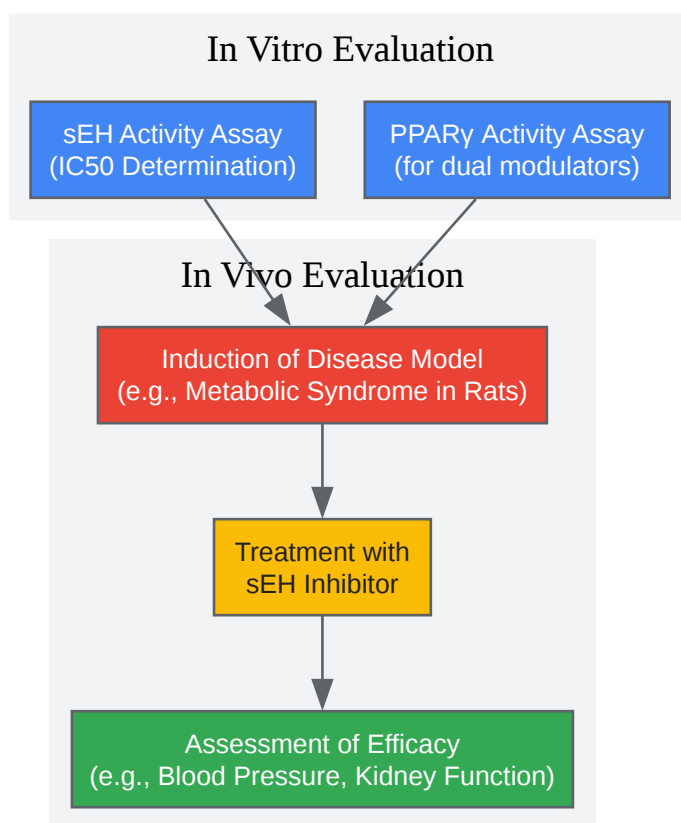 In Vitro Evaluation
sEH Activity Assay
(IC50 Determination)
PPARγ Activity Assay
(for dual modulators)
In Vivo Evaluation
Induction of Disease Model
(e.g., Metabolic Syndrome in Rats)
Treatment with
sEH Inhibitor
Assessment of Efficacy
(e.g., Blood Pressure, Kidney Function)